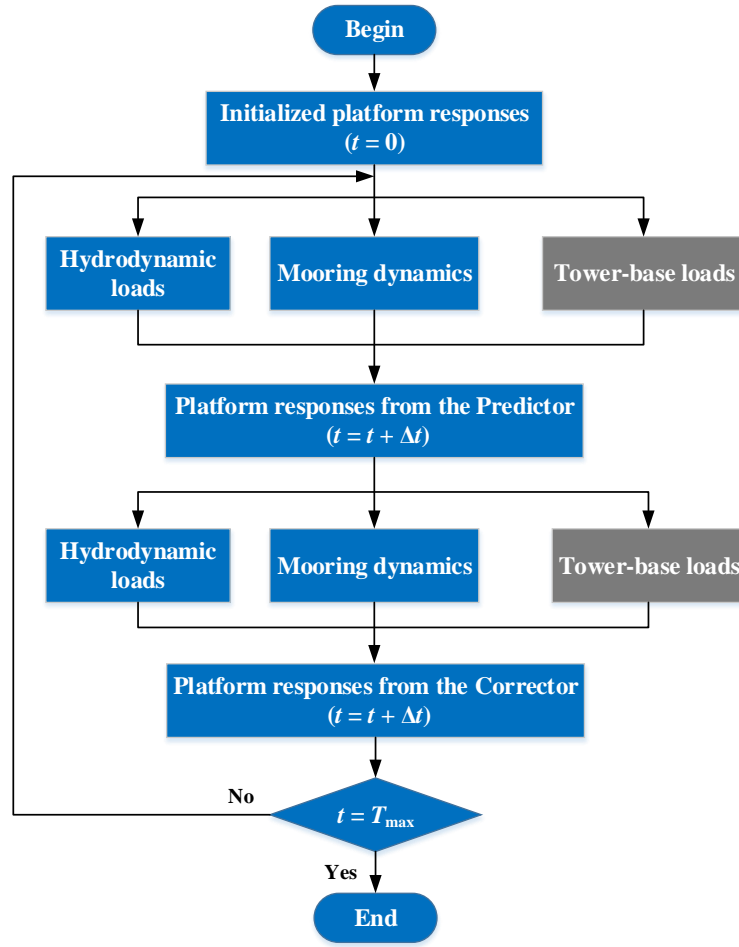 Begin
Initialized platform responses
(t = 0)
Hydrodynamic
loads
Mooring dynamics
Tower-base loads
Platform responses from the Predictor
(t = t + Δt)
Hydrodynamic
loads
Mooring dynamics
Tower-base loads
Platform responses from the Corrector
(t = t + Δt)
No
t = Tmax
Yes
End